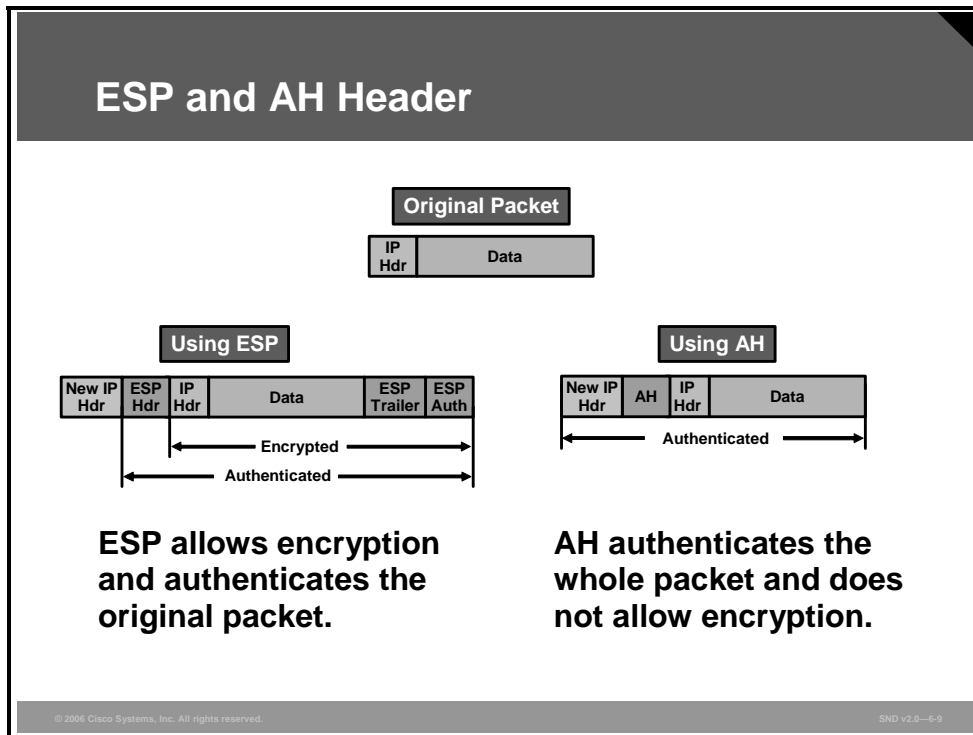 ESP and AH Header
Original Packet
IP
Hdr
Data
Using ESP
New IP
Hdr
ESP
Hdr
IP
Hdr
Data
ESP
Trailer
ESP
Auth
Encrypted
Authenticated
ESP allows encryption
and authenticates the
original packet.
Using AH
New IP
Hdr
AH
IP
Hdr
Data
Authenticated
AH authenticates the
whole packet and does
not allow encryption.
© 2006 Cisco Systems, Inc. All rights reserved.
SND v2.0—6-9